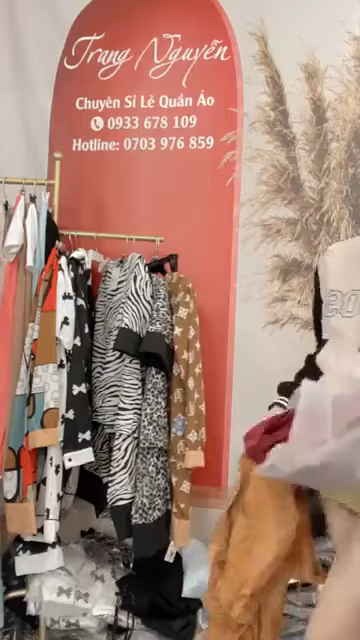 Trang Nguyễn
Chuyên Sỉ Lẻ Quần Áo
0933 678 109
Hotline: 0703 976 859